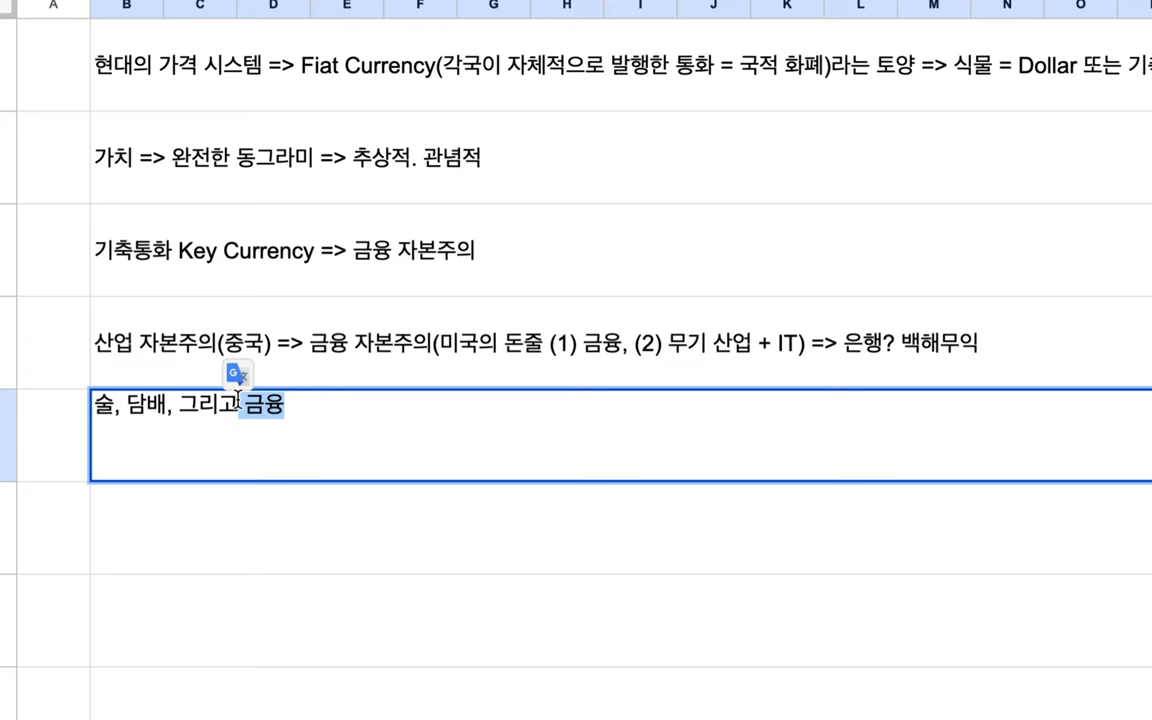 A B C D E F G H I J K L M N O
현대의 가격 시스템 => Fiat Currency(각국이 자체적으로 발행한 통화 = 국적 화폐)라는 토양 => 식물 = Dollar 또는
가치 => 완전한 동그라미 => 추상적. 관념적
기축통화 Key Currency => 금융 자본주의
산업 자본주의(중국) => 금융 자본주의(미국의 돈줄 (1) 금융, (2) 무기 산업 + IT) => 은행? 백해무익
술, 담배, 그리고 금융